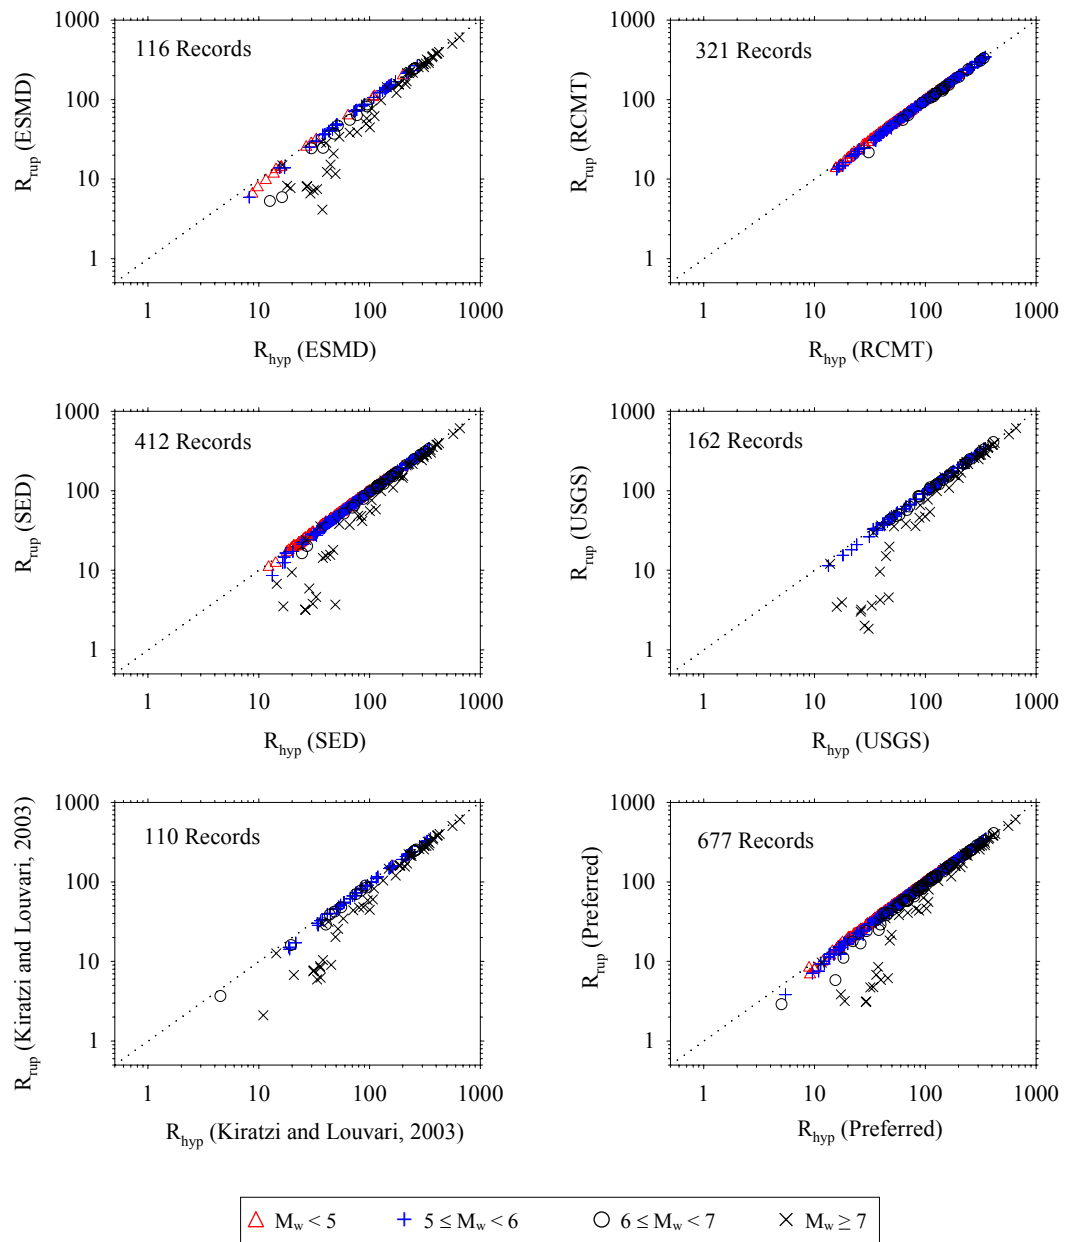 1000
100
10
1
R_rup (ESMD)
116 Records
1 10 100 1000
R_hyp (ESMD)
1000
100
10
1
R_rup (RCMT)
321 Records
1 10 100 1000
R_hyp (RCMT)
1000
100
10
1
R_rup (SED)
412 Records
1 10 100 1000
R_hyp (SED)
1000
100
10
1
R_rup (USGS)
162 Records
1 10 100 1000
R_hyp (USGS)
1000
100
10
1
R_rup (Kiratzi and Louvari, 2003)
110 Records
1 10 100 1000
R_hyp (Kiratzi and Louvari, 2003)
1000
100
10
1
R_rup (Preferred)
677 Records
1 10 100 1000
R_hyp (Preferred)
M_w < 5 5 ≤ M_w < 6 6 ≤ M_w < 7 M_w ≥ 7